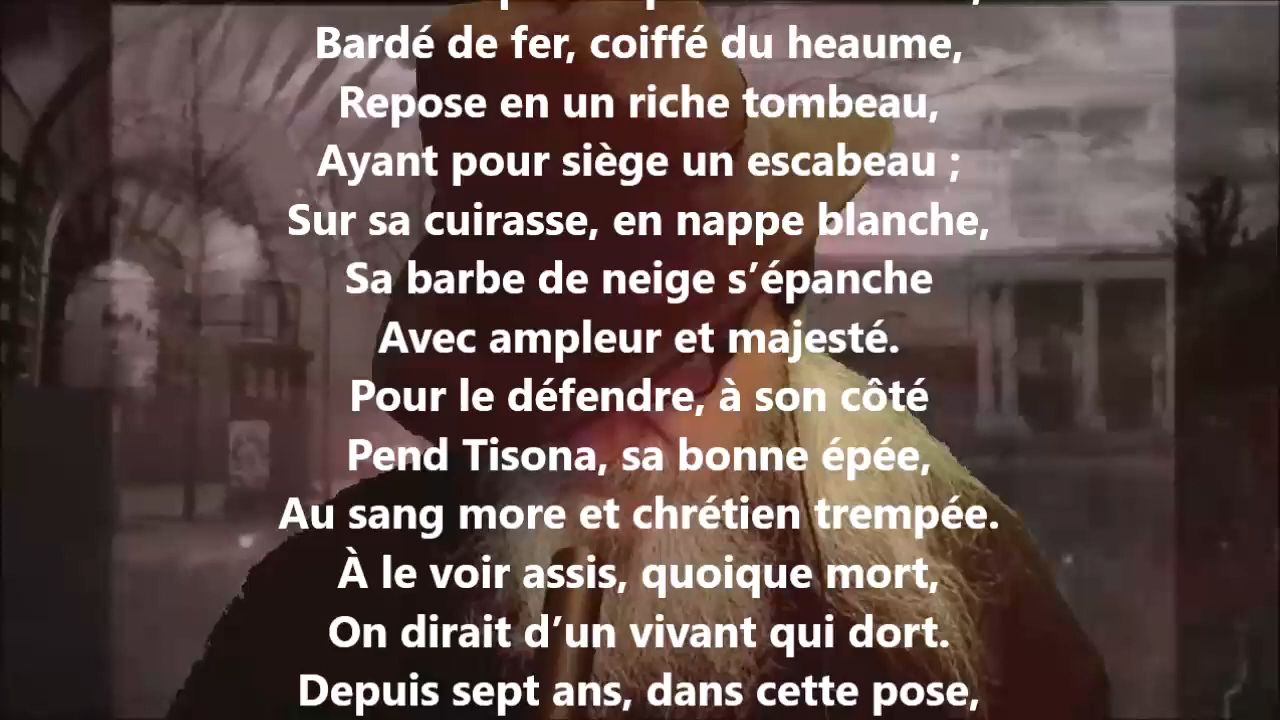 Bardé de fer, coiffé du heaume,
Repose en un riche tombeau,
Ayant pour siège un escabeau ;
Sur sa cuirasse, en nappe blanche,
Sa barbe de neige s’épanche
Avec ampleur et majesté.
Pour le défendre, à son côté
Pend Tisona, sa bonne épée,
Au sang more et chrétien trempée.
À le voir assis, quoique mort,
On dirait d’un vivant qui dort.
Depuis sept ans, dans cette pose,